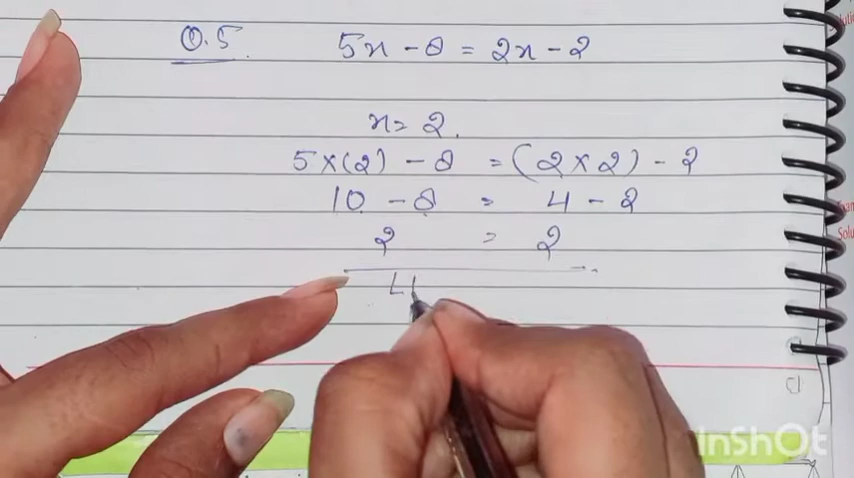 Q.5 5x - 8 = 2x - 2
x = 2.
5×(2) - 8 = (2 × 2) - 2
10 - 8 = 4 - 2
2 = 2
LH
InShOt